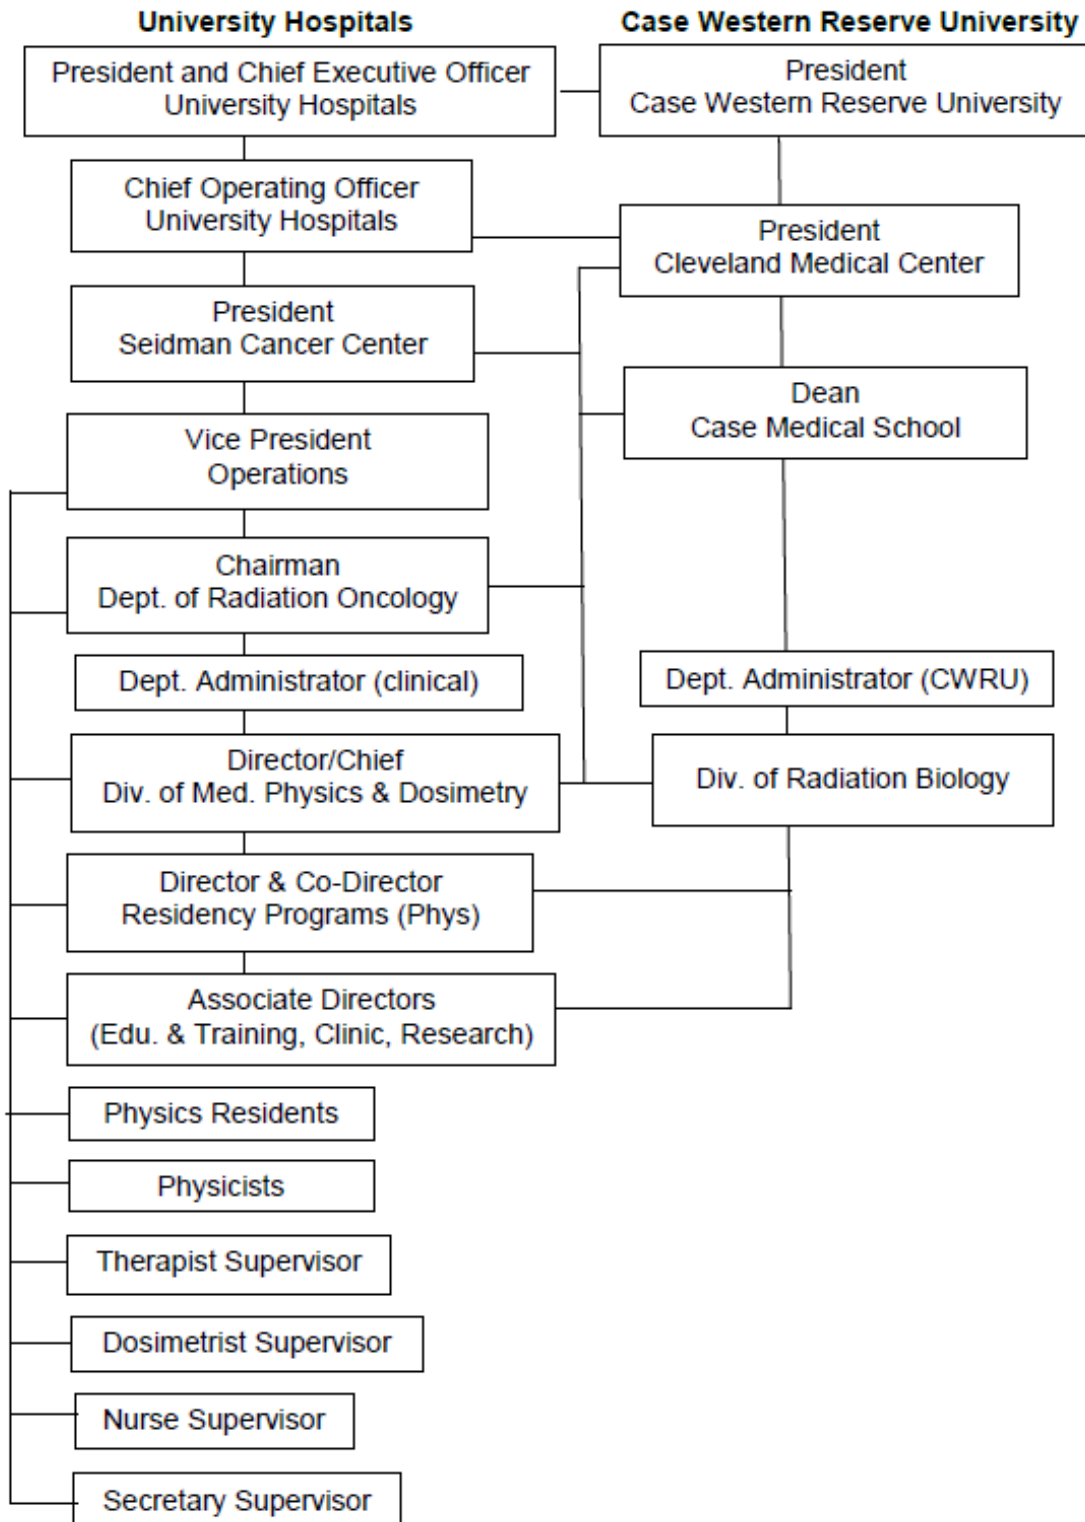 University Hospitals
Case Western Reserve University
President and Chief Executive Officer
University Hospitals
President
Case Western Reserve University
Chief Operating Officer
University Hospitals
President
Cleveland Medical Center
President
Seidman Cancer Center
Dean
Case Medical School
Vice President
Operations
Chairman
Dept. of Radiation Oncology
Dept. Administrator (clinical)
Dept. Administrator (CWRU)
Director/Chief
Div. of Med. Physics & Dosimetry
Div. of Radiation Biology
Director & Co-Director
Residency Programs (Phys)
Associate Directors
(Edu. & Training, Clinic, Research)
Physics Residents
Physicists
Therapist Supervisor
Dosimetrist Supervisor
Nurse Supervisor
Secretary Supervisor